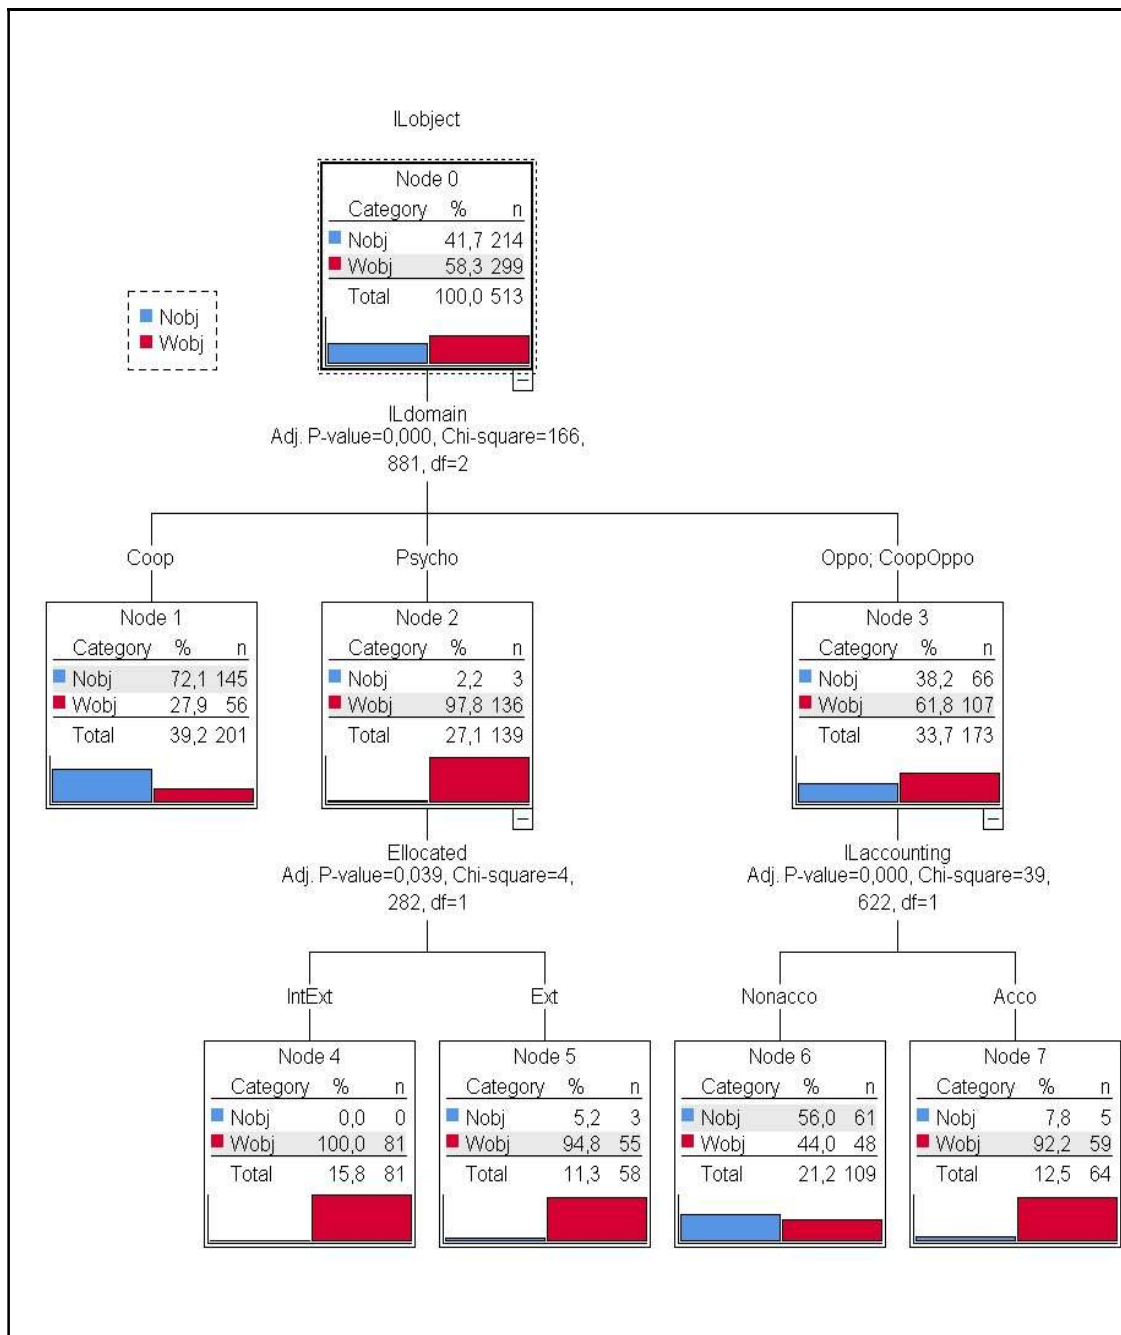 ILobject
Node 0
Category % n
Nobj 41,7 214
Wobj 58,3 299
Total 100,0 513
Nobj
Wobj
ILdomain
Adj. P-value=0,000, Chi-square=166,
881, df=2
Coop
Psycho
Oppo; CoopOppo
Node 1
Category % n
Nobj 72,1 145
Wobj 27,9 56
Total 39,2 201
Node 2
Category % n
Nobj 2,2 3
Wobj 97,8 136
Total 27,1 139
Node 3
Category % n
Nobj 38,2 66
Wobj 61,8 107
Total 33,7 173
Ellocated
Adj. P-value=0,039, Chi-square=4,
282, df=1
ILaccounting
Adj. P-value=0,000, Chi-square=39,
622, df=1
IntExt
Ext
Nonacco
Acco
Node 4
Category % n
Nobj 0,0 0
Wobj 100,0 81
Total 15,8 81
Node 5
Category % n
Nobj 5,2 3
Wobj 94,8 55
Total 11,3 58
Node 6
Category % n
Nobj 56,0 61
Wobj 44,0 48
Total 21,2 109
Node 7
Category % n
Nobj 7,8 5
Wobj 92,2 59
Total 12,5 64